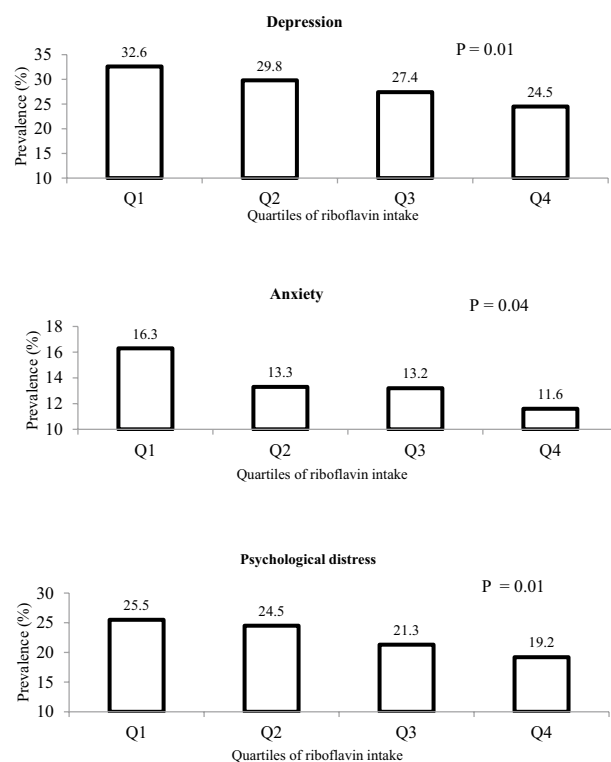 Depression
P = 0.01
Prevalence (%)
35
30
25
20
15
10
32.6
29.8
27.4
24.5
Q1 Q2 Q3 Q4
Quartiles of riboflavin intake
Anxiety
P = 0.04
Prevalence (%)
18
16
14
12
10
16.3
13.3
13.2
11.6
Q1 Q2 Q3 Q4
Quartiles of riboflavin intake
Psychological distress
P = 0.01
Prevalence (%)
30
25
20
15
10
25.5
24.5
21.3
19.2
Q1 Q2 Q3 Q4
Quartiles of riboflavin intake